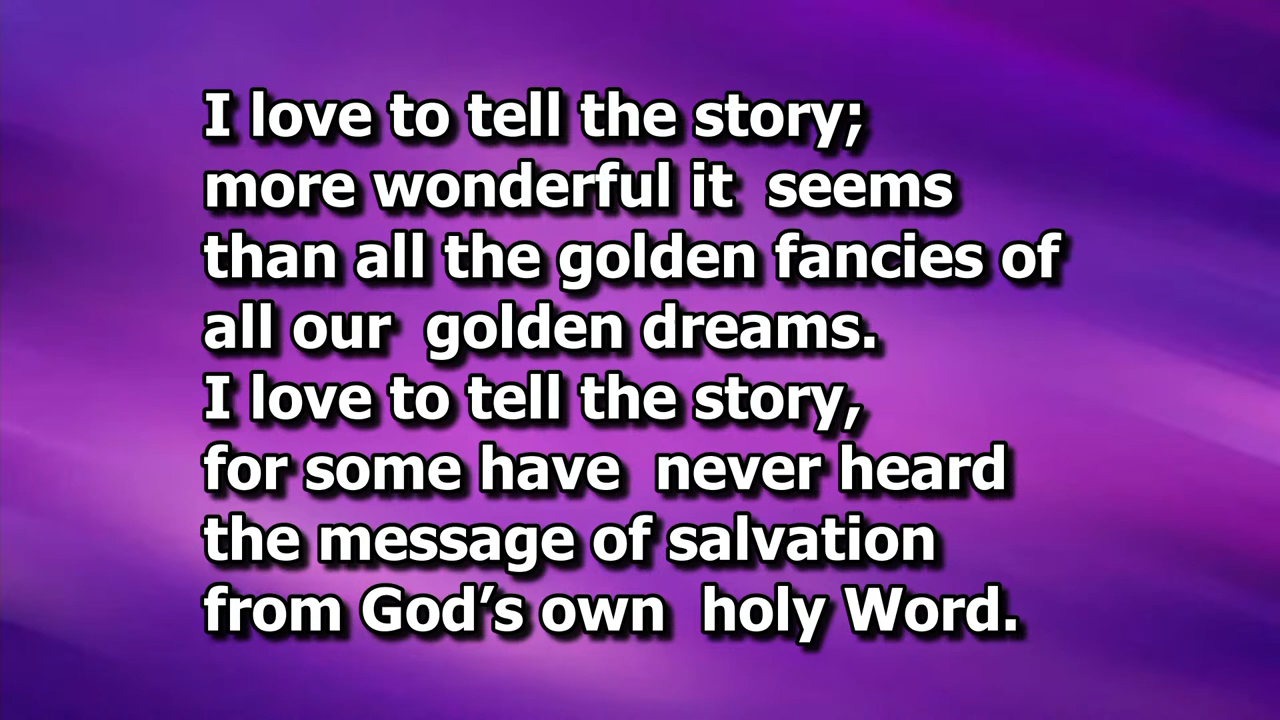 I love to tell the story;
more wonderful it  seems
than all the golden fancies of
all our  golden dreams.
I love to tell the story,
for some have  never heard
the message of salvation
from God’s own  holy Word.